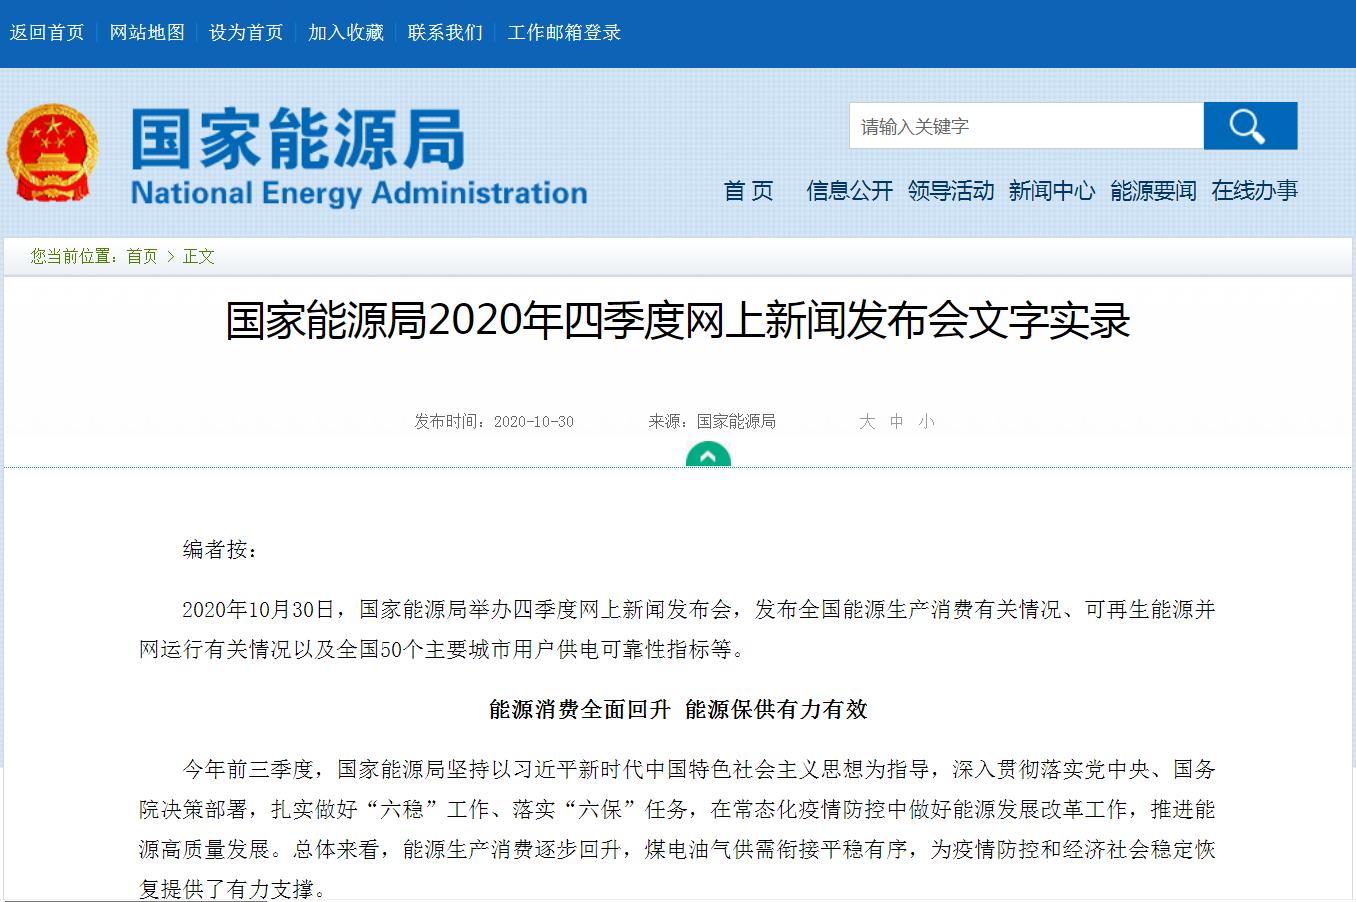 返回首页 网站地图 设为首页 加入收藏 联系我们 工作邮箱登录
国家能源局
National Energy Administration
请输入关键字
首 页 信息公开 领导活动 新闻中心 能源要闻 在线办事
您当前位置：首页 > 正文
国家能源局2020年四季度网上新闻发布会文字实录
发布时间：2020-10-30 来源：国家能源局 大 中 小
编者按：
2020年10月30日，国家能源局举办四季度网上新闻发布会，发布全国能源生产消费有关情况、可再生能源并
网运行有关情况以及全国50个主要城市用户供电可靠性指标等。
能源消费全面回升 能源保供有力有效
今年前三季度，国家能源局坚持以习近平新时代中国特色社会主义思想为指导，深入贯彻落实党中央、国务
院决策部署，扎实做好“六稳”工作、落实“六保”任务，在常态化疫情防控中做好能源发展改革工作，推进能
源高质量发展。总体来看，能源生产消费逐步回升，煤电油气供需衔接平稳有序，为疫情防控和经济社会稳定恢
复提供了有力支撑。